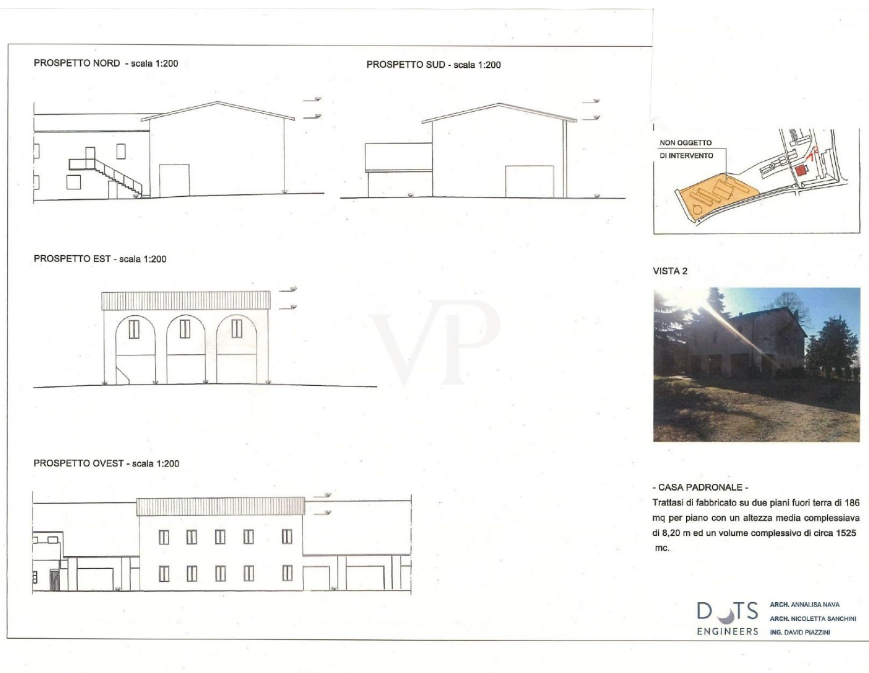 PROSPETTO NORD - scala 1:200
PROSPETTO SUD - scala 1:200
NON OGGETTO
DI INTERVENTO
PROSPETTO EST - scala 1:200
VISTA 2
VP
PROSPETTO OVEST - scala 1:200
- CASA PADRONALE -
Trattasi di fabbricato su due piani fuori terra di 186
mq per piano con un altezza media complessiava
di 8,20 m ed un volume complessivo di circa 1525
mc.
DOTS
ENGINEERS
ARCH. ANNALISA NAVA
ARCH. NICOLETTA SANCHINI
ING. DAVID PIAZZINI